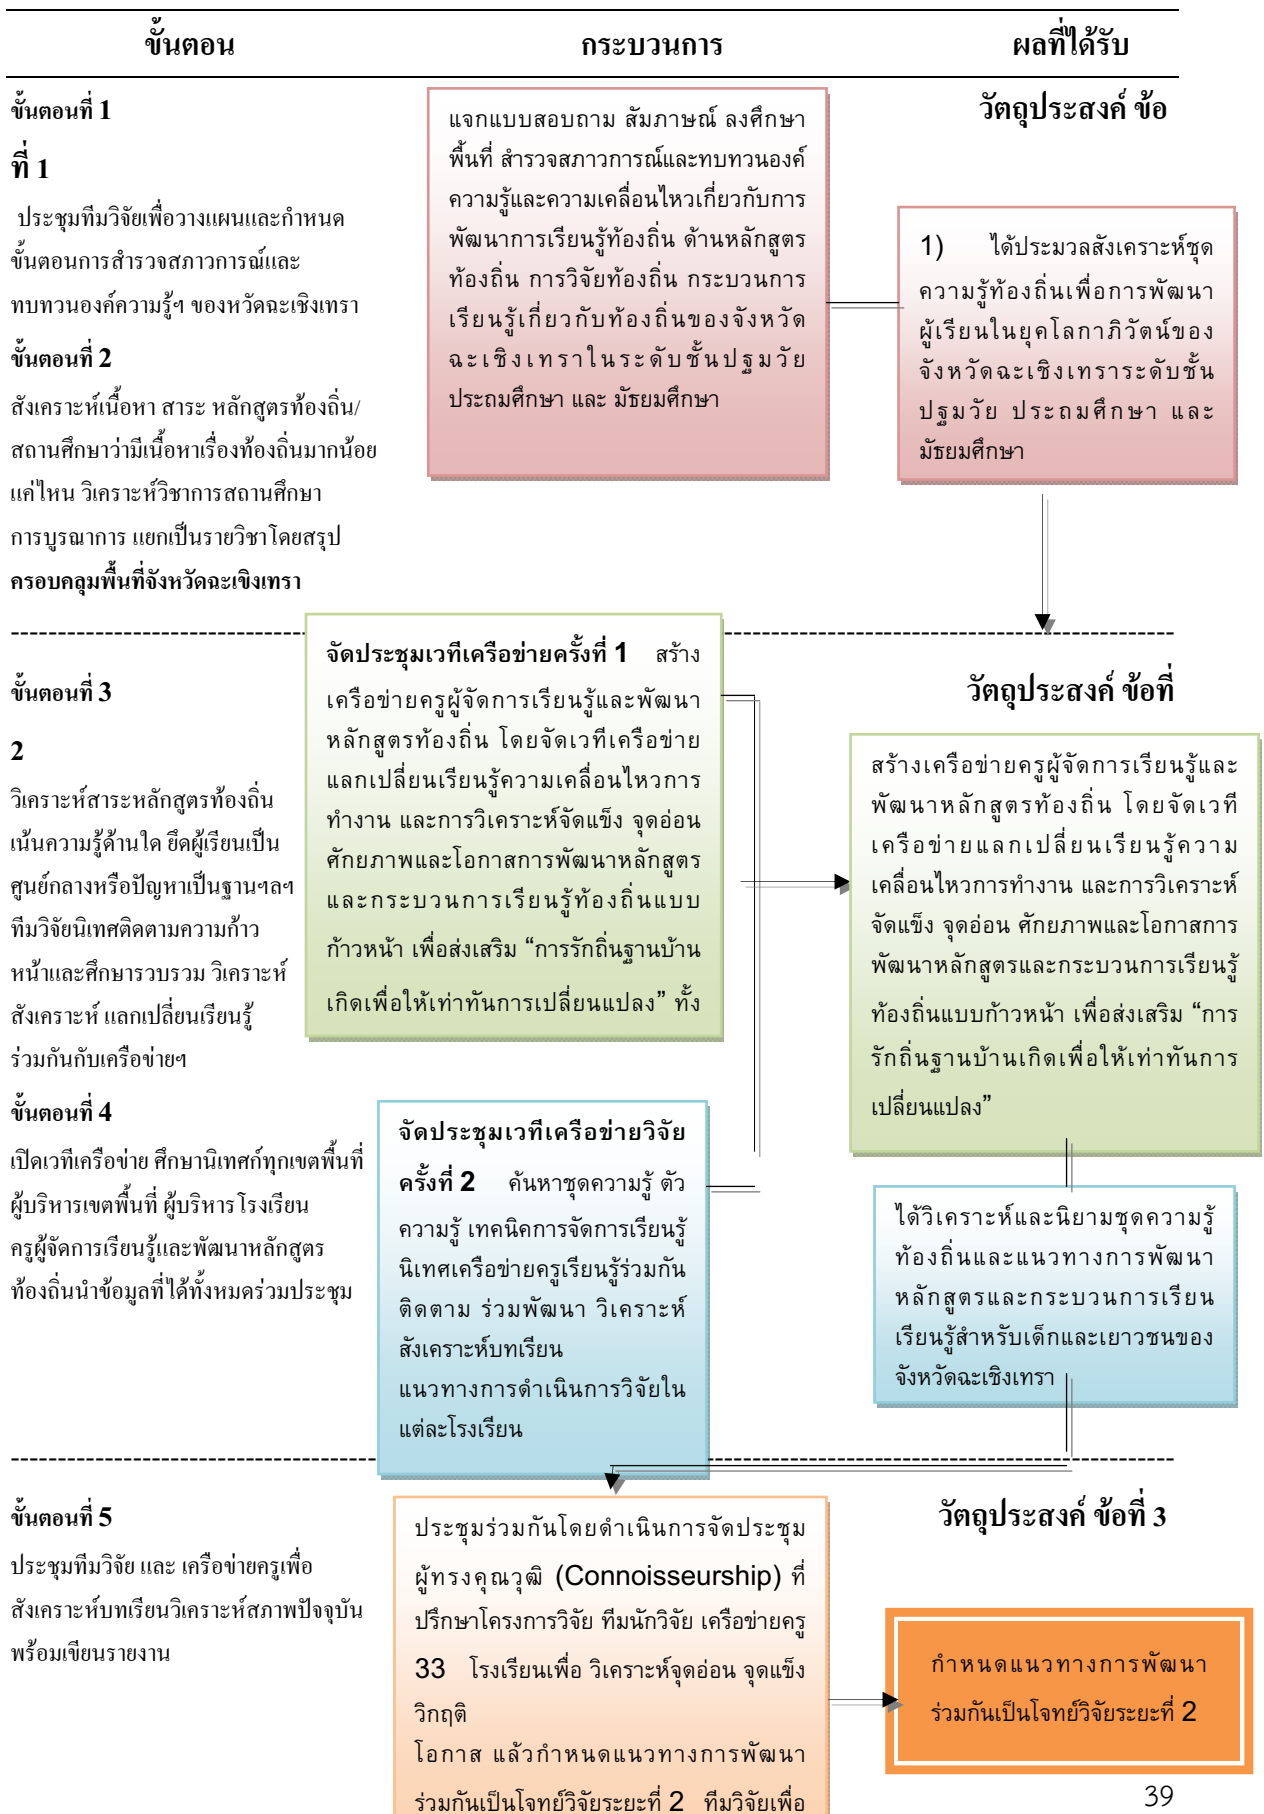 ขั้นตอน กระบวนการ ผลที่ได้รับ
ขั้นตอนที่ 1 วัตถุประสงค์ ข้อ
ที่ 1
ประชุมทีมวิจัยเพื่อวางแผนและกำหนด
ขั้นตอนการสำรวจสภาวการณ์และ
ทบทวนองค์ความรู้ฯ ของหวัดฉะเชิงเทรา
ขั้นตอนที่ 2
สังเคราะห์เนื้อหา สาระ หลักสูตรท้องถิ่น/
สถานศึกษาว่ามีเนื้อหาเรื่องท้องถิ่นมากน้อย
แค่ไหน วิเคราะห์วิชาการสถานศึกษา
การบูรณาการ แยกเป็นรายวิชาโดยสรุป
ครอบคลุมพื้นที่จังหวัดฉะเขิงเทรา
แจกแบบสอบถาม สัมภาษณ์ ลงศึกษา
พื้นที่ สำรวจสภาวการณ์และทบทวนองค์
ความรู้และความเคลื่อนไหวเกี่ยวกับการ
พัฒนาการเรียนรู้ท้องถิ่น ด้านหลักสูตร
ท้องถิ่น การวิจัยท้องถิ่น กระบวนการ
เรียนรู้เกี่ยวกับท้องถิ่นของจังหวัด
ฉะเชิงเทราในระดับชั้นปฐมวัย
ประถมศึกษา และ มัธยมศึกษา
1) ได้ประมวลสังเคราะห์ชุด
ความรู้ท้องถิ่นเพื่อการพัฒนา
ผู้เรียนในยุคโลกาภิวัตน์ของ
จังหวัดฉะเชิงเทราระดับชั้น
ปฐมวัย ประถมศึกษา และ
มัธยมศึกษา
ขั้นตอนที่ 3 วัตถุประสงค์ ข้อที่
2
วิเคราะห์สาระหลักสูตรท้องถิ่น
เน้นความรู้ด้านใด ยึดผู้เรียนเป็น
ศูนย์กลางหรือปัญหาเป็นฐานฯลฯ
ทีมวิจัยนิเทศติดตามความก้าว
หน้าและศึกษารวบรวม วิเคราะห์
สังเคราะห์ แลกเปลี่ยนเรียนรู้
ร่วมกันกับเครือข่ายฯ
ขั้นตอนที่ 4
เปิดเวทีเครือข่าย ศึกษานิเทศก์ทุกเขตพื้นที่
ผู้บริหารเขตพื้นที่ ผู้บริหารโรงเรียน
ครูผู้จัดการเรียนรู้และพัฒนาหลักสูตร
ท้องถิ่นนำข้อมูลที่ได้ทั้งหมดร่วมประชุม
จัดประชุมเวทีเครือข่ายครั้งที่ 1 สร้าง
เครือข่ายครูผู้จัดการเรียนรู้และพัฒนา
หลักสูตรท้องถิ่น โดยจัดเวทีเครือข่าย
แลกเปลี่ยนเรียนรู้ความเคลื่อนไหวการ
ทำงาน และการวิเคราะห์จัดแข็ง จุดอ่อน
ศักยภาพและโอกาสการพัฒนาหลักสูตร
และกระบวนการเรียนรู้ท้องถิ่นแบบ
ก้าวหน้า เพื่อส่งเสริม “การรักถิ่นฐานบ้าน
เกิดเพื่อให้เท่าทันการเปลี่ยนแปลง” ทั้ง
สร้างเครือข่ายครูผู้จัดการเรียนรู้และ
พัฒนาหลักสูตรท้องถิ่น โดยจัดเวที
เครือข่ายแลกเปลี่ยนเรียนรู้ความ
เคลื่อนไหวการทำงาน และการวิเคราะห์
จัดแข็ง จุดอ่อน ศักยภาพและโอกาสการ
พัฒนาหลักสูตรและกระบวนการเรียนรู้
ท้องถิ่นแบบก้าวหน้า เพื่อส่งเสริม “การ
รักถิ่นฐานบ้านเกิดเพื่อให้เท่าทันการ
เปลี่ยนแปลง”
จัดประชุมเวทีเครือข่ายวิจัย
ครั้งที่ 2 ค้นหาชุดความรู้ ตัว
ความรู้ เทคนิคการจัดการเรียนรู้
นิเทศเครือข่ายครูเรียนรู้ร่วมกัน
ติดตาม ร่วมพัฒนา วิเคราะห์
สังเคราะห์บทเรียน
แนวทางการดำเนินการวิจัยใน
แต่ละโรงเรียน
ได้วิเคราะห์และนิยามชุดความรู้
ท้องถิ่นและแนวทางการพัฒนา
หลักสูตรและกระบวนการเรียน
เรียนรู้สำหรับเด็กและเยาวชนของ
จังหวัดฉะเชิงเทรา
ขั้นตอนที่ 5 วัตถุประสงค์ ข้อที่ 3
ประชุมทีมวิจัย และ เครือข่ายครูเพื่อ
สังเคราะห์บทเรียนวิเคราะห์สภาพปัจจุบัน
พร้อมเขียนรายงาน
ประชุมร่วมกันโดยดำเนินการจัดประชุม
ผู้ทรงคุณวุฒิ (Connoisseurship) ที่
ปรึกษาโครงการวิจัย ทีมนักวิจัย เครือข่ายครู
33 โรงเรียนเพื่อ วิเคราะห์จุดอ่อน จุดแข็ง
วิกฤติ
โอกาส แล้วกำหนดแนวทางการพัฒนา
ร่วมกันเป็นโจทย์วิจัยระยะที่ 2 ทีมวิจัยเพื่อ
กำหนดแนวทางการพัฒนา
ร่วมกันเป็นโจทย์วิจัยระยะที่ 2
39